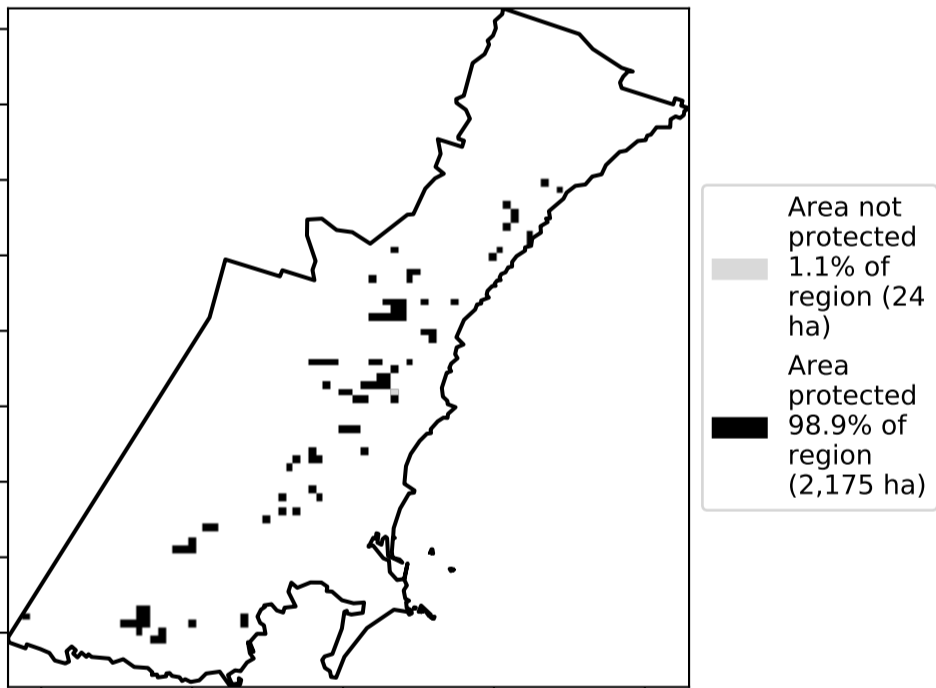 Area not
protected
1.1% of
region (24
ha)
Area
protected
98.9% of
region
(2,175 ha)